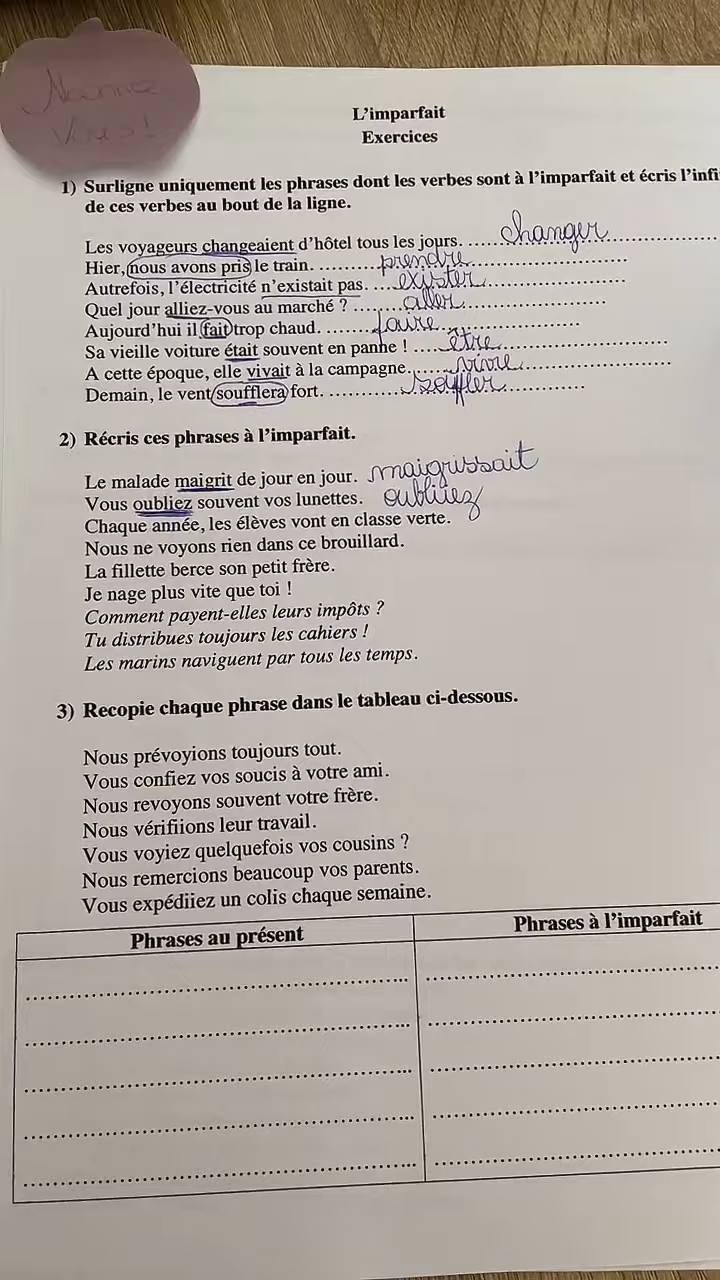 Vous!
L'imparfait
Exercices
1) Surligne uniquement les phrases dont les verbes sont à l'imparfait et écris l'infi
de ces verbes au bout de la ligne.
Les voyageurs changeaient d'hôtel tous les jours. changer
Hier, nous avons pris le train. prendre
Autrefois, l'électricité n'existait pas. exister
Quel jour alliez-vous au marché ? aller
Aujourd'hui il fait trop chaud. faire
Sa vieille voiture était souvent en panne ! être
A cette époque, elle vivait à la campagne. vivre
Demain, le vent soufflera fort.
2) Récris ces phrases à l'imparfait.
Le malade maigrit de jour en jour. maigrissait
Vous oubliez souvent vos lunettes. oubliiez
Chaque année, les élèves vont en classe verte.
Nous ne voyons rien dans ce brouillard.
La fillette berce son petit frère.
Je nage plus vite que toi !
Comment payent-elles leurs impôts ?
Tu distribues toujours les cahiers !
Les marins naviguent par tous les temps.
3) Recopie chaque phrase dans le tableau ci-dessous.
Nous prévoyions toujours tout.
Vous confiez vos soucis à votre ami.
Nous revoyons souvent votre frère.
Nous vérifiions leur travail.
Vous voyiez quelquefois vos cousins ?
Nous remercions beaucoup vos parents.
Vous expédiiez un colis chaque semaine.
Phrases au présent
Phrases à l'imparfait